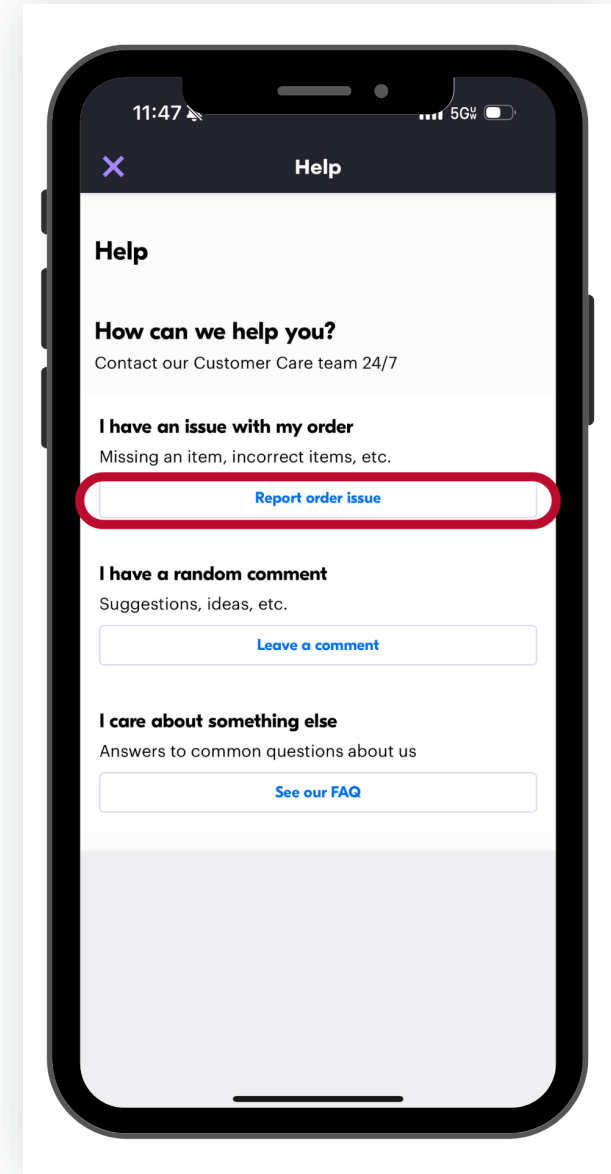 11:47
5GW
Help
Help
How can we help you?
Contact our Customer Care team 24/7
I have an issue with my order
Missing an item, incorrect items, etc.
Report order issue
I have a random comment
Suggestions, ideas, etc.
Leave a comment
I care about something else
Answers to common questions about us
See our FAQ